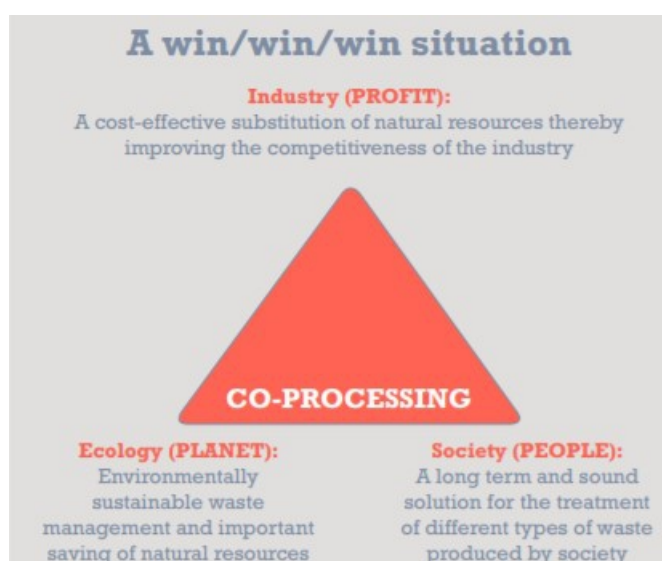 A win/win/win situation
Industry (PROFIT):
A cost-effective substitution of natural resources thereby
improving the competitiveness of the industry
CO-PROCESSING
Ecology (PLANET):
Environmentally
sustainable waste
management and important
saving of natural resources
Society (PEOPLE):
A long term and sound
solution for the treatment
of different types of waste
produced by society